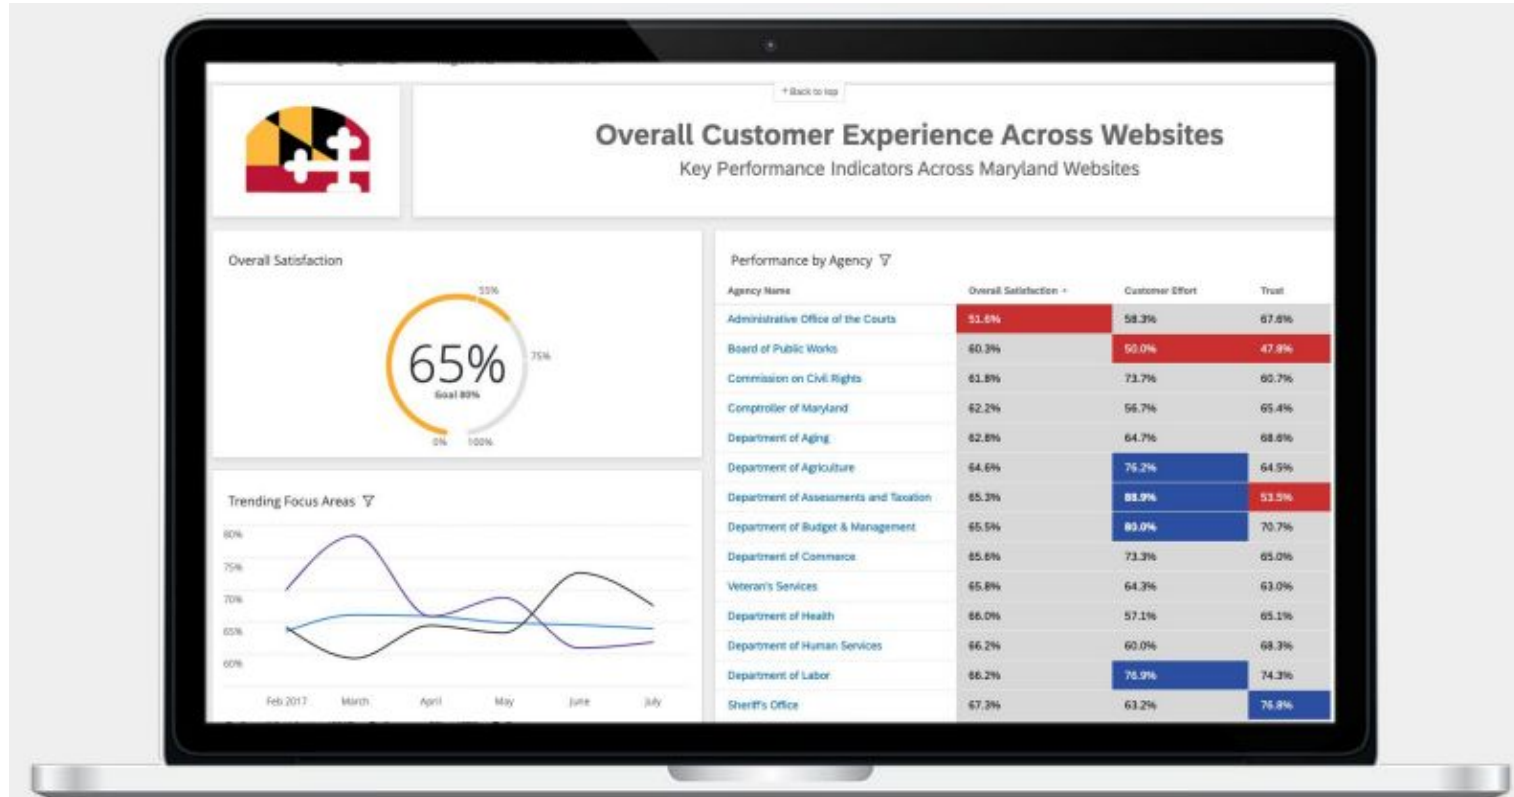 + Back to top
Overall Customer Experience Across Websites
Key Performance Indicators Across Maryland Websites
Overall Satisfaction
55%
65%
75%
Goal 80%
0% 100%
Trending Focus Areas
80%
75%
70%
65%
60%
Feb 2017 March April May June July
Performance by Agency
Agency Name Overall Satisfaction Customer Effort Trust
Administrative Office of the Courts 51.6% 58.3% 67.6%
Board of Public Works 60.3% 50.0% 47.8%
Commission on Civil Rights 61.8% 73.7% 60.7%
Comptroller of Maryland 62.2% 56.7% 65.4%
Department of Aging 62.8% 64.7% 68.6%
Department of Agriculture 64.6% 76.2% 64.5%
Department of Assessments and Taxation 65.3% 88.9% 53.5%
Department of Budget & Management 65.5% 80.0% 70.7%
Department of Commerce 65.6% 73.3% 65.0%
Veteran's Services 65.8% 64.3% 63.0%
Department of Health 66.0% 57.1% 65.1%
Department of Human Services 66.2% 60.0% 68.3%
Department of Labor 66.2% 76.9% 74.3%
Sheriff's Office 67.3% 63.2% 76.8%